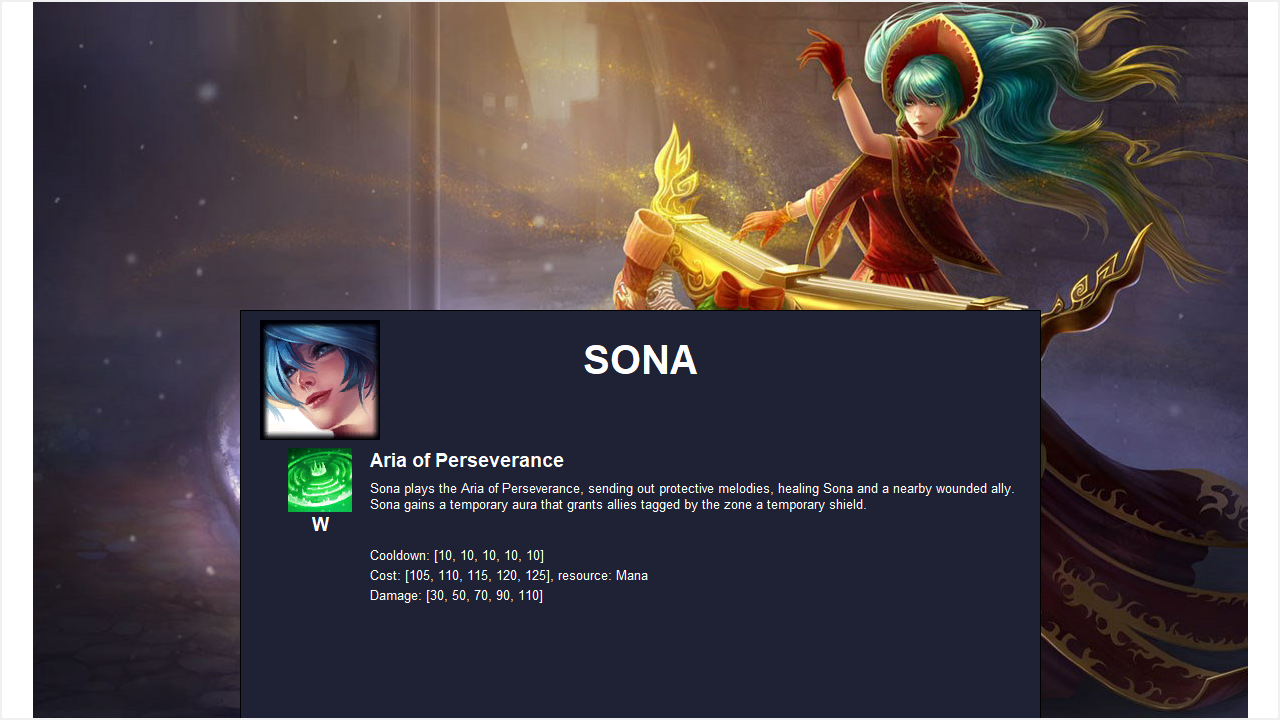 SONA
Aria of Perseverance
Sona plays the Aria of Perseverance, sending out protective melodies, healing Sona and a nearby wounded ally.
Sona gains a temporary aura that grants allies tagged by the zone a temporary shield.
W
Cooldown: [10, 10, 10, 10, 10]
Cost: [105, 110, 115, 120, 125], resource: Mana
Damage: [30, 50, 70, 90, 110]